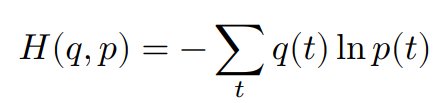 H(q, p) = − ∑_t q(t) ln p(t)